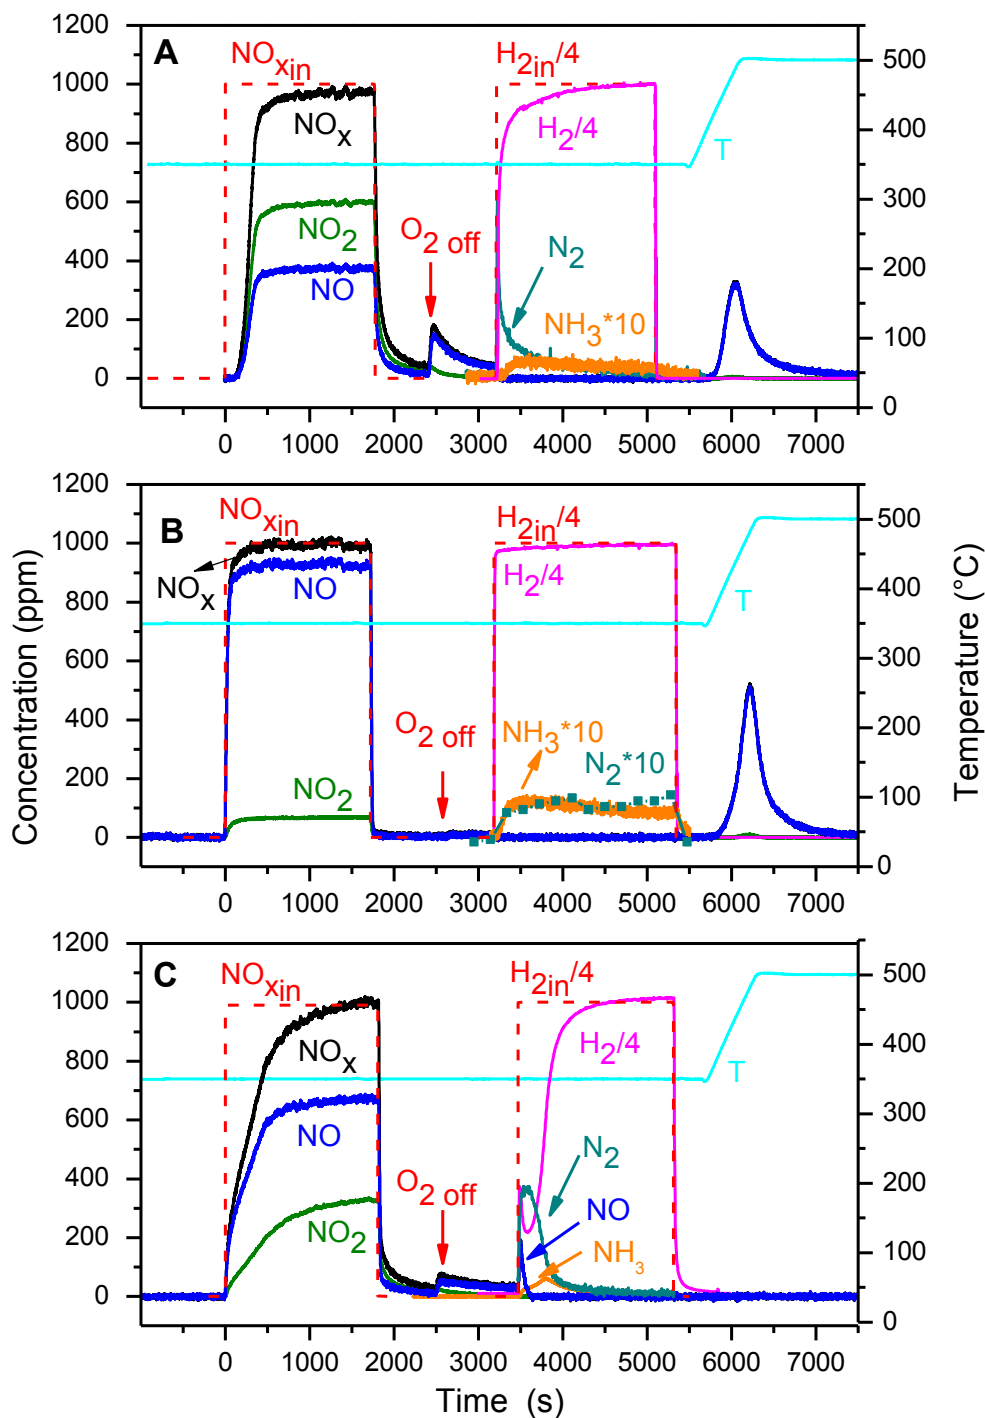 A
NOxin
H2in/4
NOx
H2/4
T
NO2
O2 off
N2
NO
NH3*10
1200
1000
800
600
400
200
0
500
400
300
200
100
0
0 1000 2000 3000 4000 5000 6000 7000
B
NOxin
H2in/4
NOx
NO
H2/4
T
O2 off
NH3*10
N2*10
NO2
1200
1000
800
600
400
200
0
500
400
300
200
100
0
0 1000 2000 3000 4000 5000 6000 7000
Concentration (ppm)
Temperature (°C)
C
NOxin
H2in/4
NOx
H2/4
T
NO
N2
O2 off
NO
NO2
NH3
1200
1000
800
600
400
200
0
500
400
300
200
100
0
0 1000 2000 3000 4000 5000 6000 7000
Time (s)